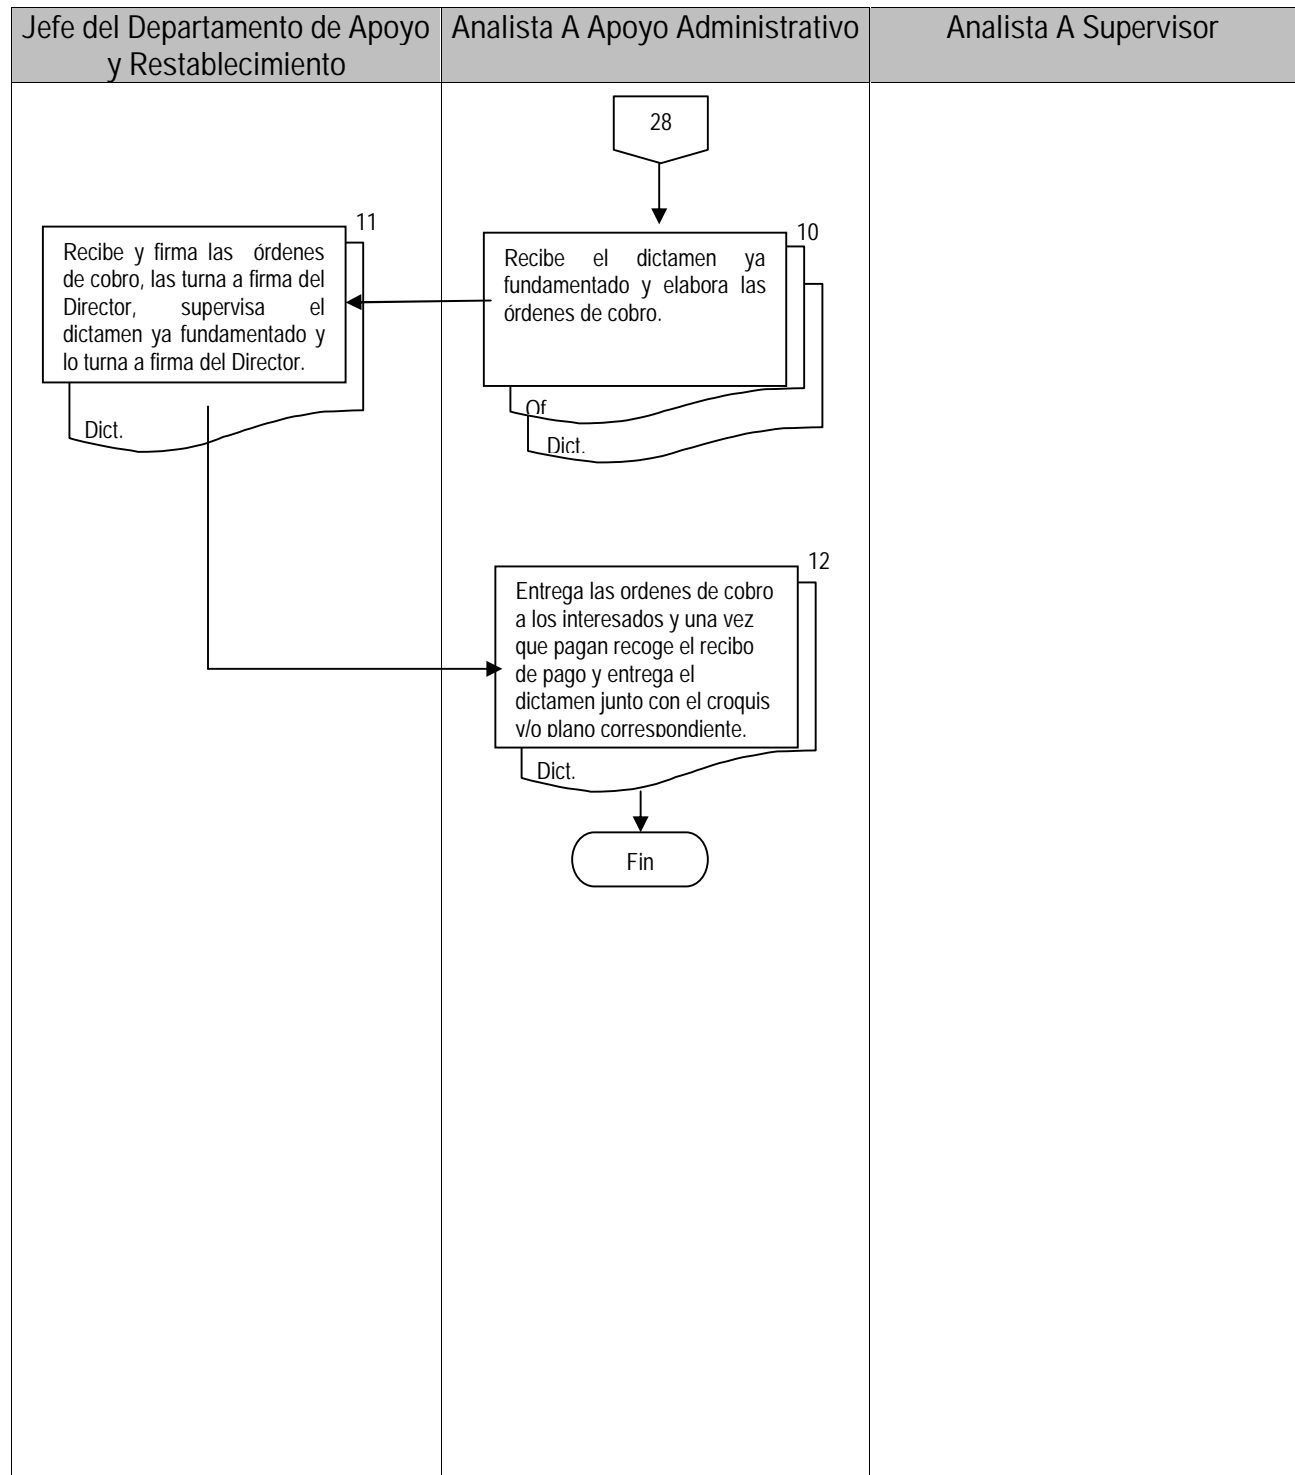 Jefe del Departamento de Apoyo
y Restablecimiento
Analista A Apoyo Administrativo
Analista A Supervisor
28
10
Recibe el dictamen ya
fundamentado y elabora las
órdenes de cobro.
Of
Dict.
11
Recibe y firma las órdenes
de cobro, las turna a firma del
Director, supervisa el
dictamen ya fundamentado y
lo turna a firma del Director.
Dict.
12
Entrega las ordenes de cobro
a los interesados y una vez
que pagan recoge el recibo
de pago y entrega el
dictamen junto con el croquis
y/o plano correspondiente.
Dict.
Fin